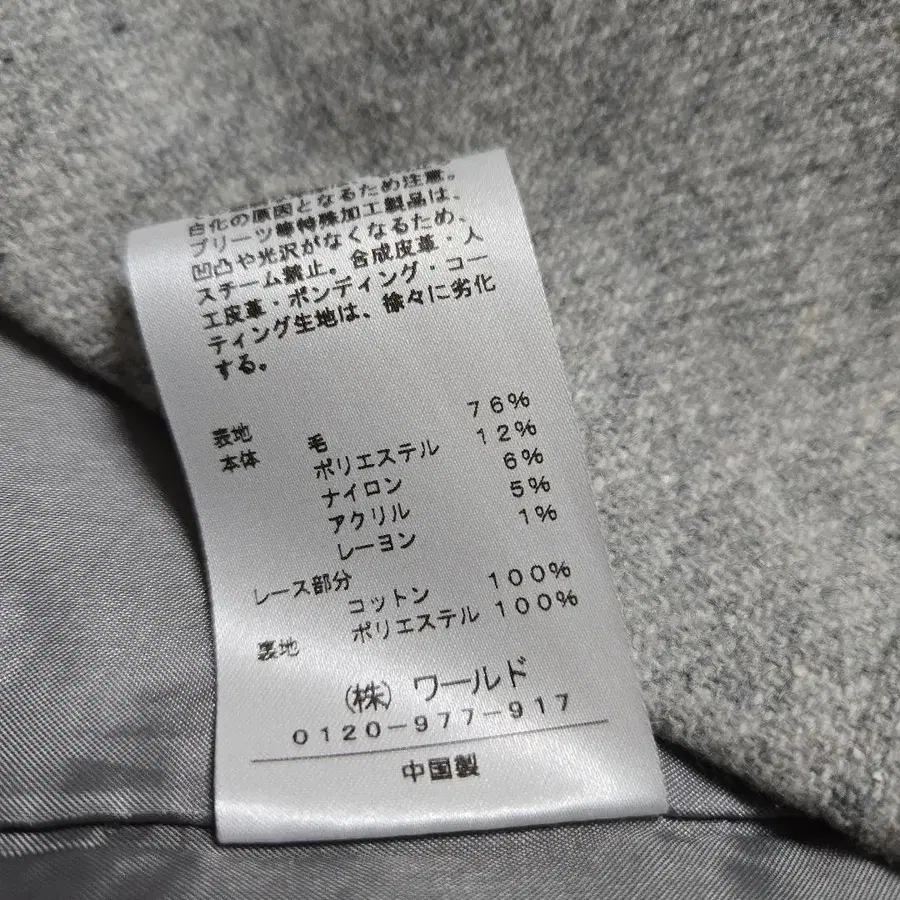 白化の原因となるため注意。
プリーツ等特殊加工製品は、
凹凸や光沢がなくなるため、
スチーム禁止。合成皮革・人
工皮革・ボンディング・コー
ティング生地は、徐々に劣化
する。
表地
本体 毛 76%
ポリエステル 12%
ナイロン 6%
アクリル 5%
レーヨン 1%
レース部分
コットン 100%
裏地 ポリエステル 100%
(株) ワールド
0120-977-917
中国製